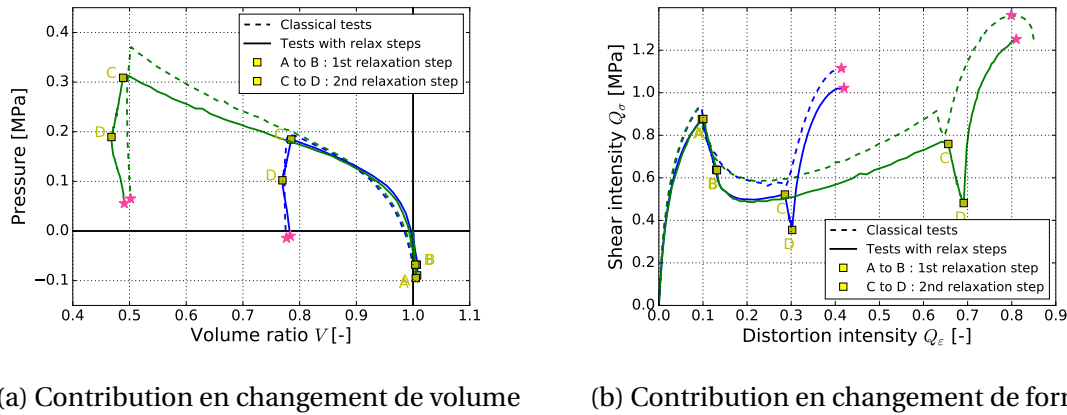 Classical tests
Tests with relax steps
A to B : 1st relaxation step
C to D : 2nd relaxation step
0.4
0.3
0.2
0.1
0.0
−0.1
Pressure [MPa]
C
D
C
D
B
A
0.4 0.5 0.6 0.7 0.8 0.9 1.0 1.1
Volume ratio V [-]
1.2
1.0
0.8
0.6
0.4
0.2
0.0
Shear intensity Qσ [MPa]
A
B
C
D
C
D
Classical tests
Tests with relax steps
A to B : 1st relaxation step
C to D : 2nd relaxation step
0.0 0.1 0.2 0.3 0.4 0.5 0.6 0.7 0.8 0.9
Distortion intensity Qε [-]
(a) Contribution en changement de volume
(b) Contribution en changement de for